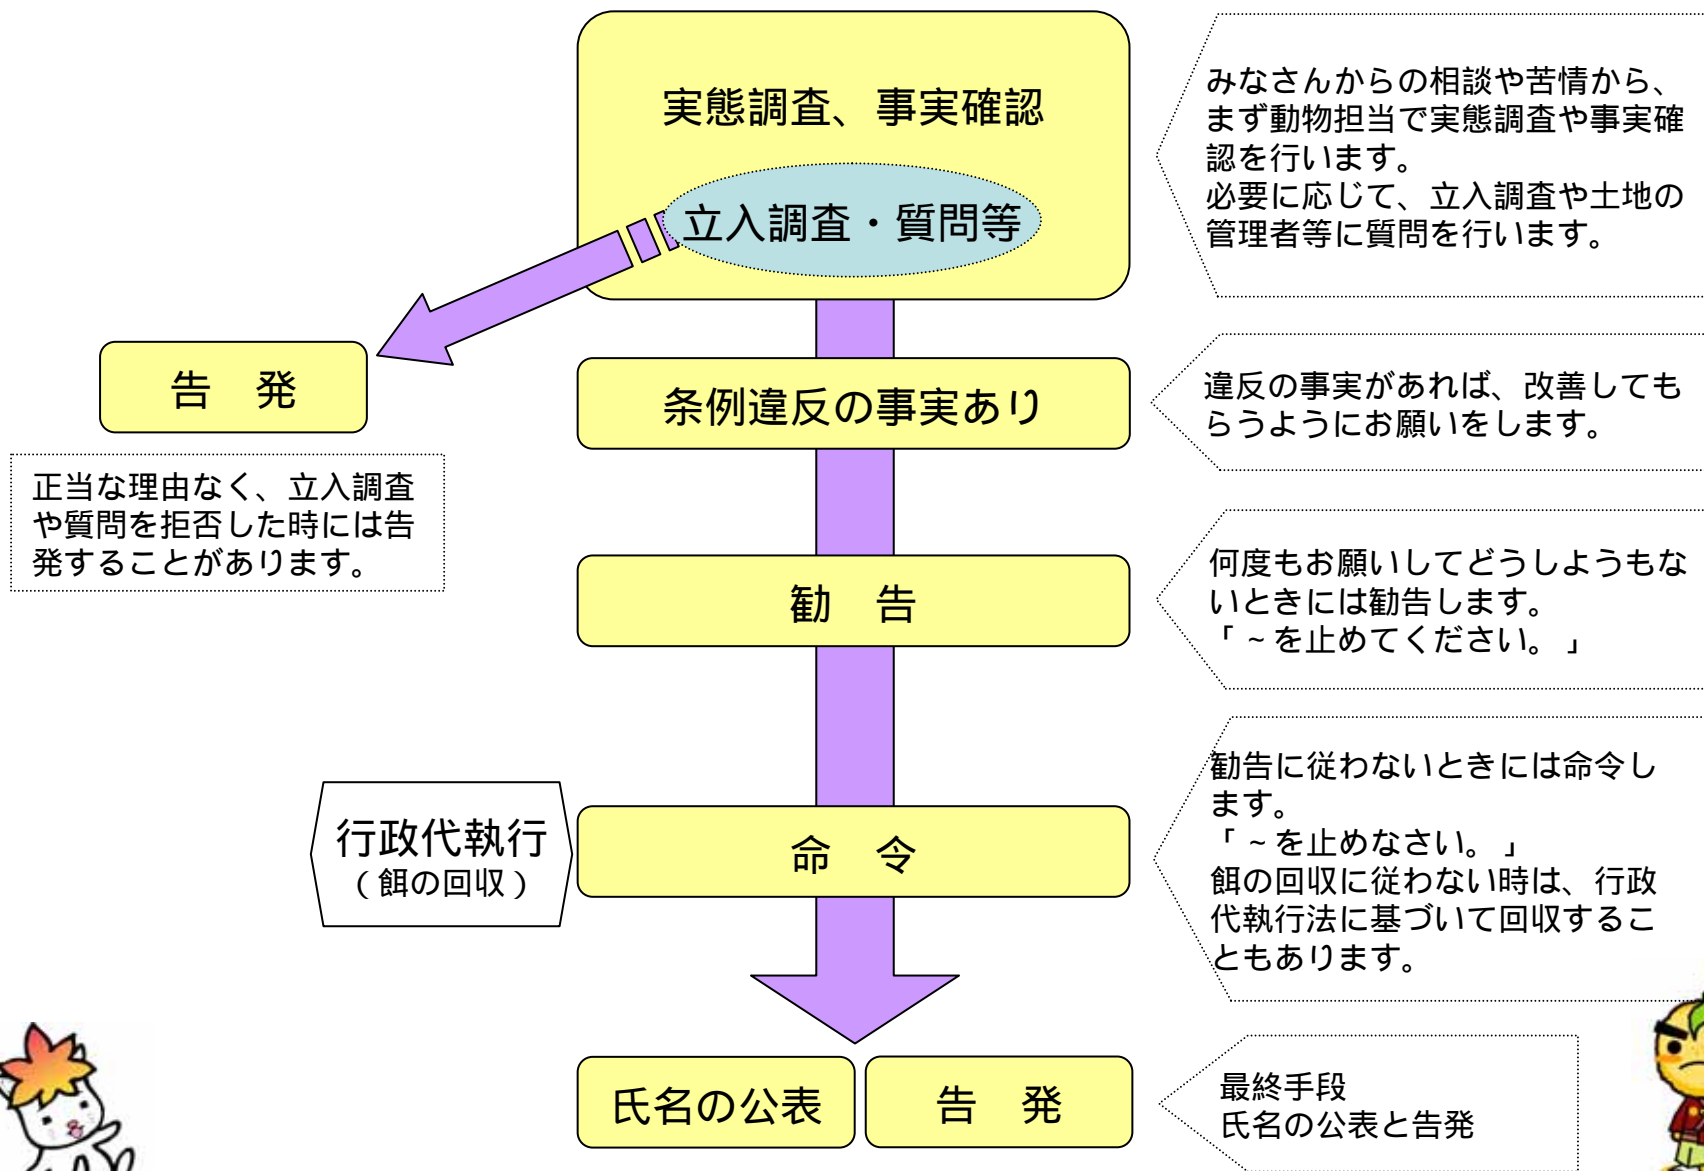 実態調査、事実確認
立入調査・質問等
みなさんからの相談や苦情から、
まず動物担当で実態調査や事実確
認を行います。
必要に応じて、立入調査や土地の
管理者等に質問を行います。
告　発
正当な理由なく、立入調査
や質問を拒否した時には告
発することがあります。
条例違反の事実あり
違反の事実があれば、改善しても
らうようにお願いをします。
勧　告
何度もお願いしてどうしようもな
いときには勧告します。
「～を止めてください。」
行政代執行
（餌の回収）
命　令
勧告に従わないときには命令し
ます。
「～を止めなさい。」
餌の回収に従わない時は、行政
代執行法に基づいて回収するこ
ともあります。
氏名の公表
告　発
最終手段
氏名の公表と告発